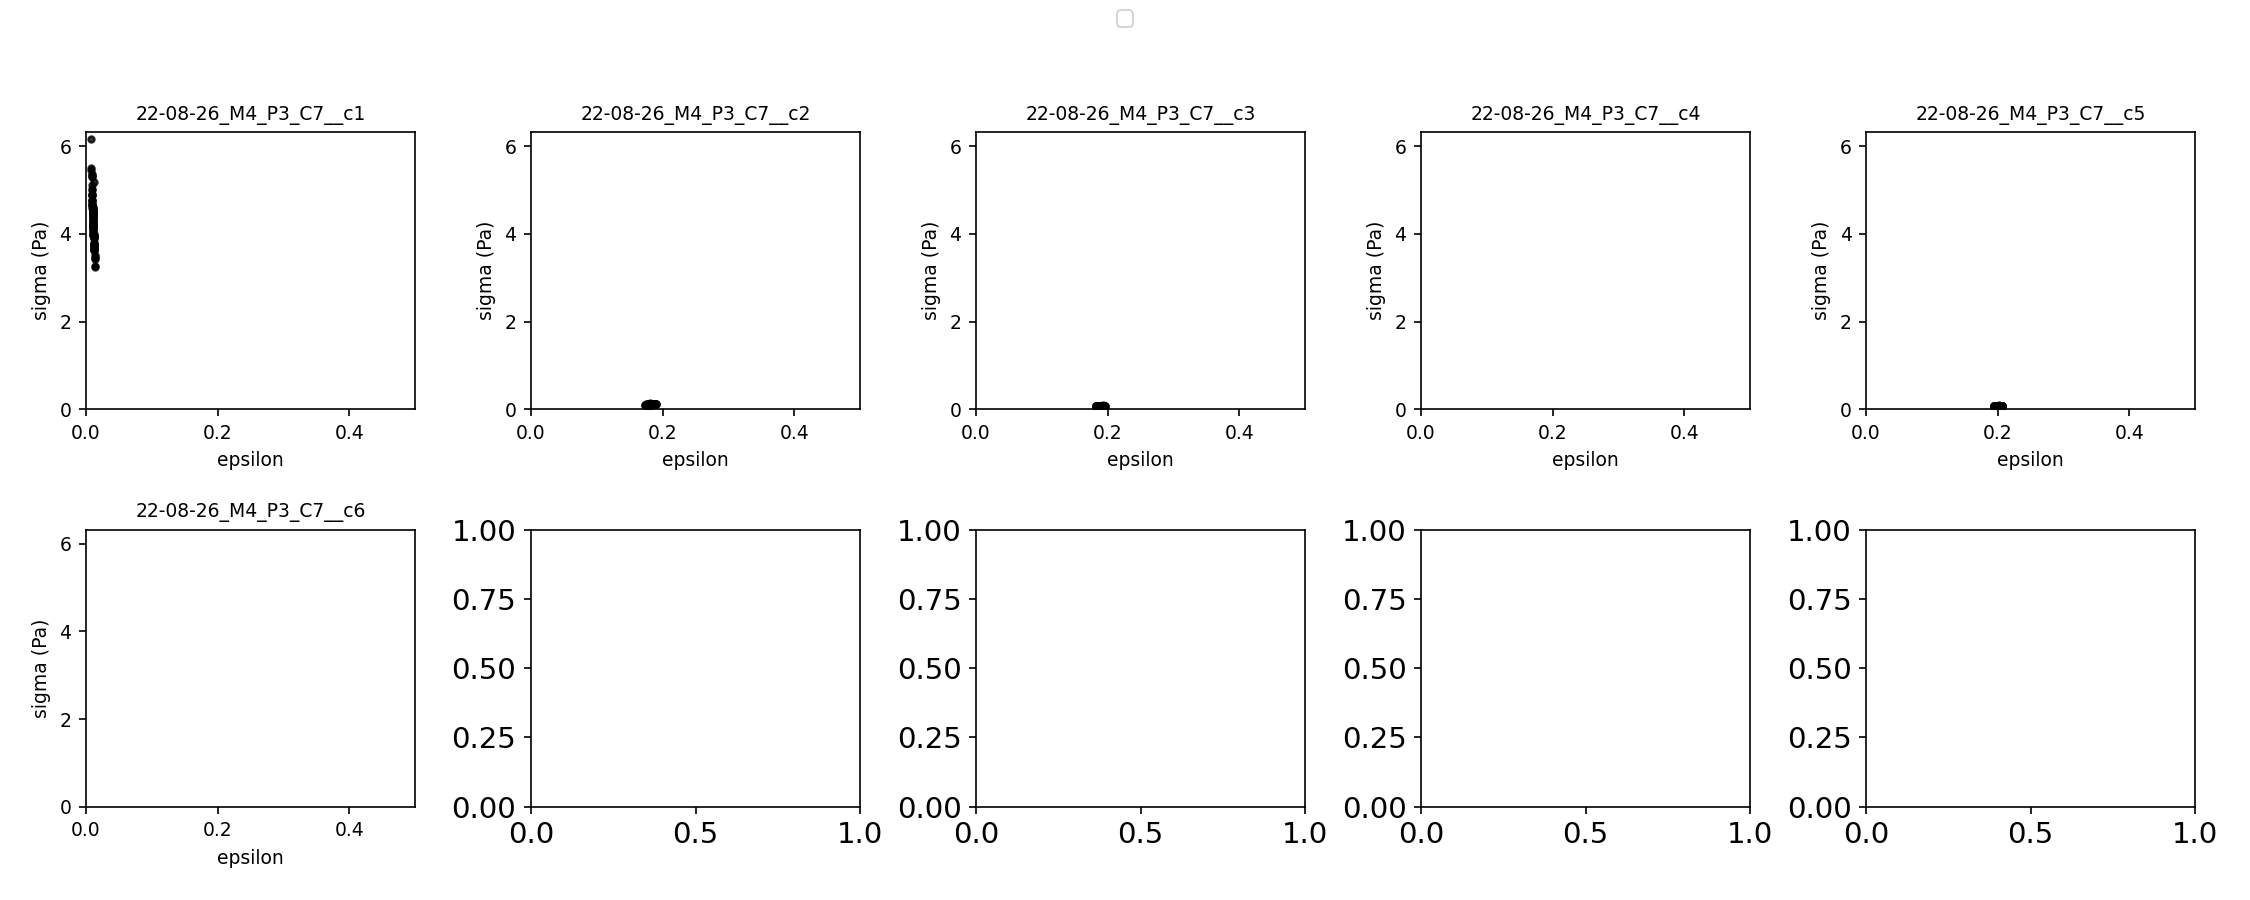 22-08-26_M4_P3_C7__c1
22-08-26_M4_P3_C7__c2
22-08-26_M4_P3_C7__c3
22-08-26_M4_P3_C7__c4
22-08-26_M4_P3_C7__c5
6
4
2
0
sigma (Pa)
0.0 0.2 0.4
epsilon
6
4
2
0
sigma (Pa)
0.0 0.2 0.4
epsilon
6
4
2
0
sigma (Pa)
0.0 0.2 0.4
epsilon
6
4
2
0
sigma (Pa)
0.0 0.2 0.4
epsilon
6
4
2
0
sigma (Pa)
0.0 0.2 0.4
epsilon
22-08-26_M4_P3_C7__c6
6
4
2
0
sigma (Pa)
0.0 0.2 0.4
epsilon
1.00
0.75
0.50
0.25
0.00
0.0 0.5 1.0
1.00
0.75
0.50
0.25
0.00
0.0 0.5 1.0
1.00
0.75
0.50
0.25
0.00
0.0 0.5 1.0
1.00
0.75
0.50
0.25
0.00
0.0 0.5 1.0